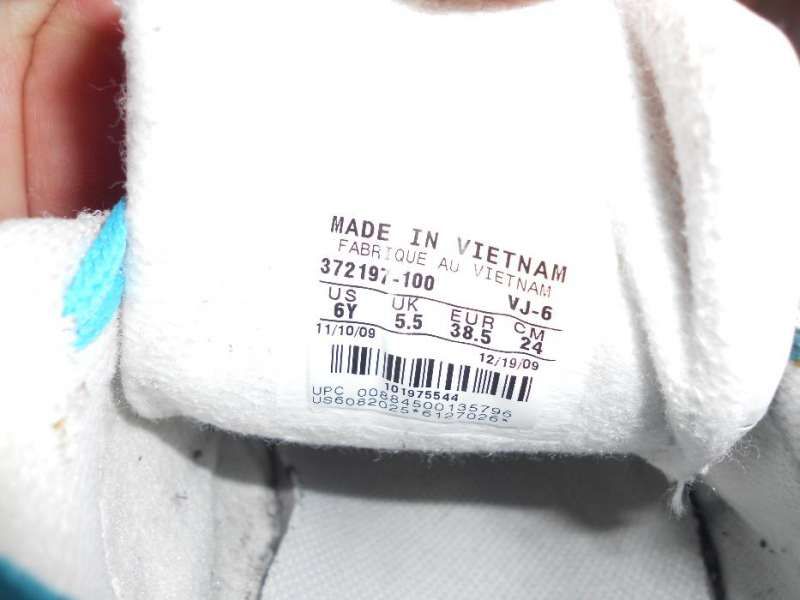 MADE IN VIETNAM
FABRIQUE AU VIETNAM
372197-100 VJ-6
US UK EUR CM
6Y 5.5 38.5 24
11/10/09 12/19/09
101975544
UPC 00884500135796
US6082025*6127026*